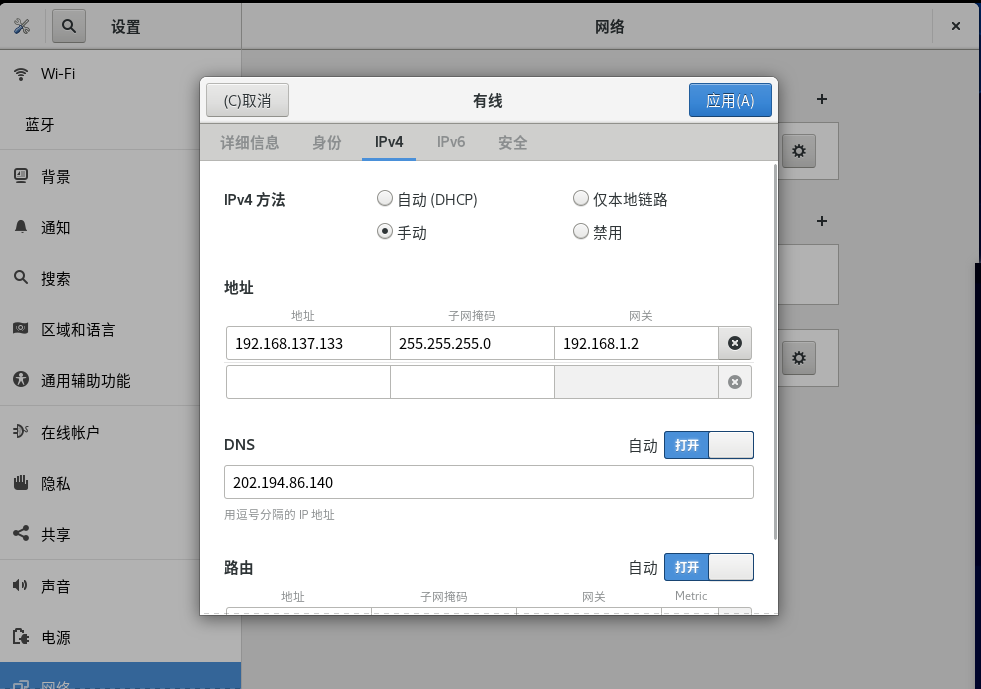 设置
网络
Wi-Fi
蓝牙
背景
通知
搜索
区域和语言
通用辅助功能
在线帐户
隐私
共享
声音
电源
网络
(C)取消
有线
应用(A)
详细信息 身份 IPv4 IPv6 安全
IPv4 方法
自动 (DHCP)
仅本地链路
手动
禁用
地址
地址 子网掩码 网关
192.168.137.133 255.255.255.0 192.168.1.2
DNS
自动 打开
202.194.86.140
用逗号分隔的 IP 地址
路由
自动 打开
地址 子网掩码 网关 Metric